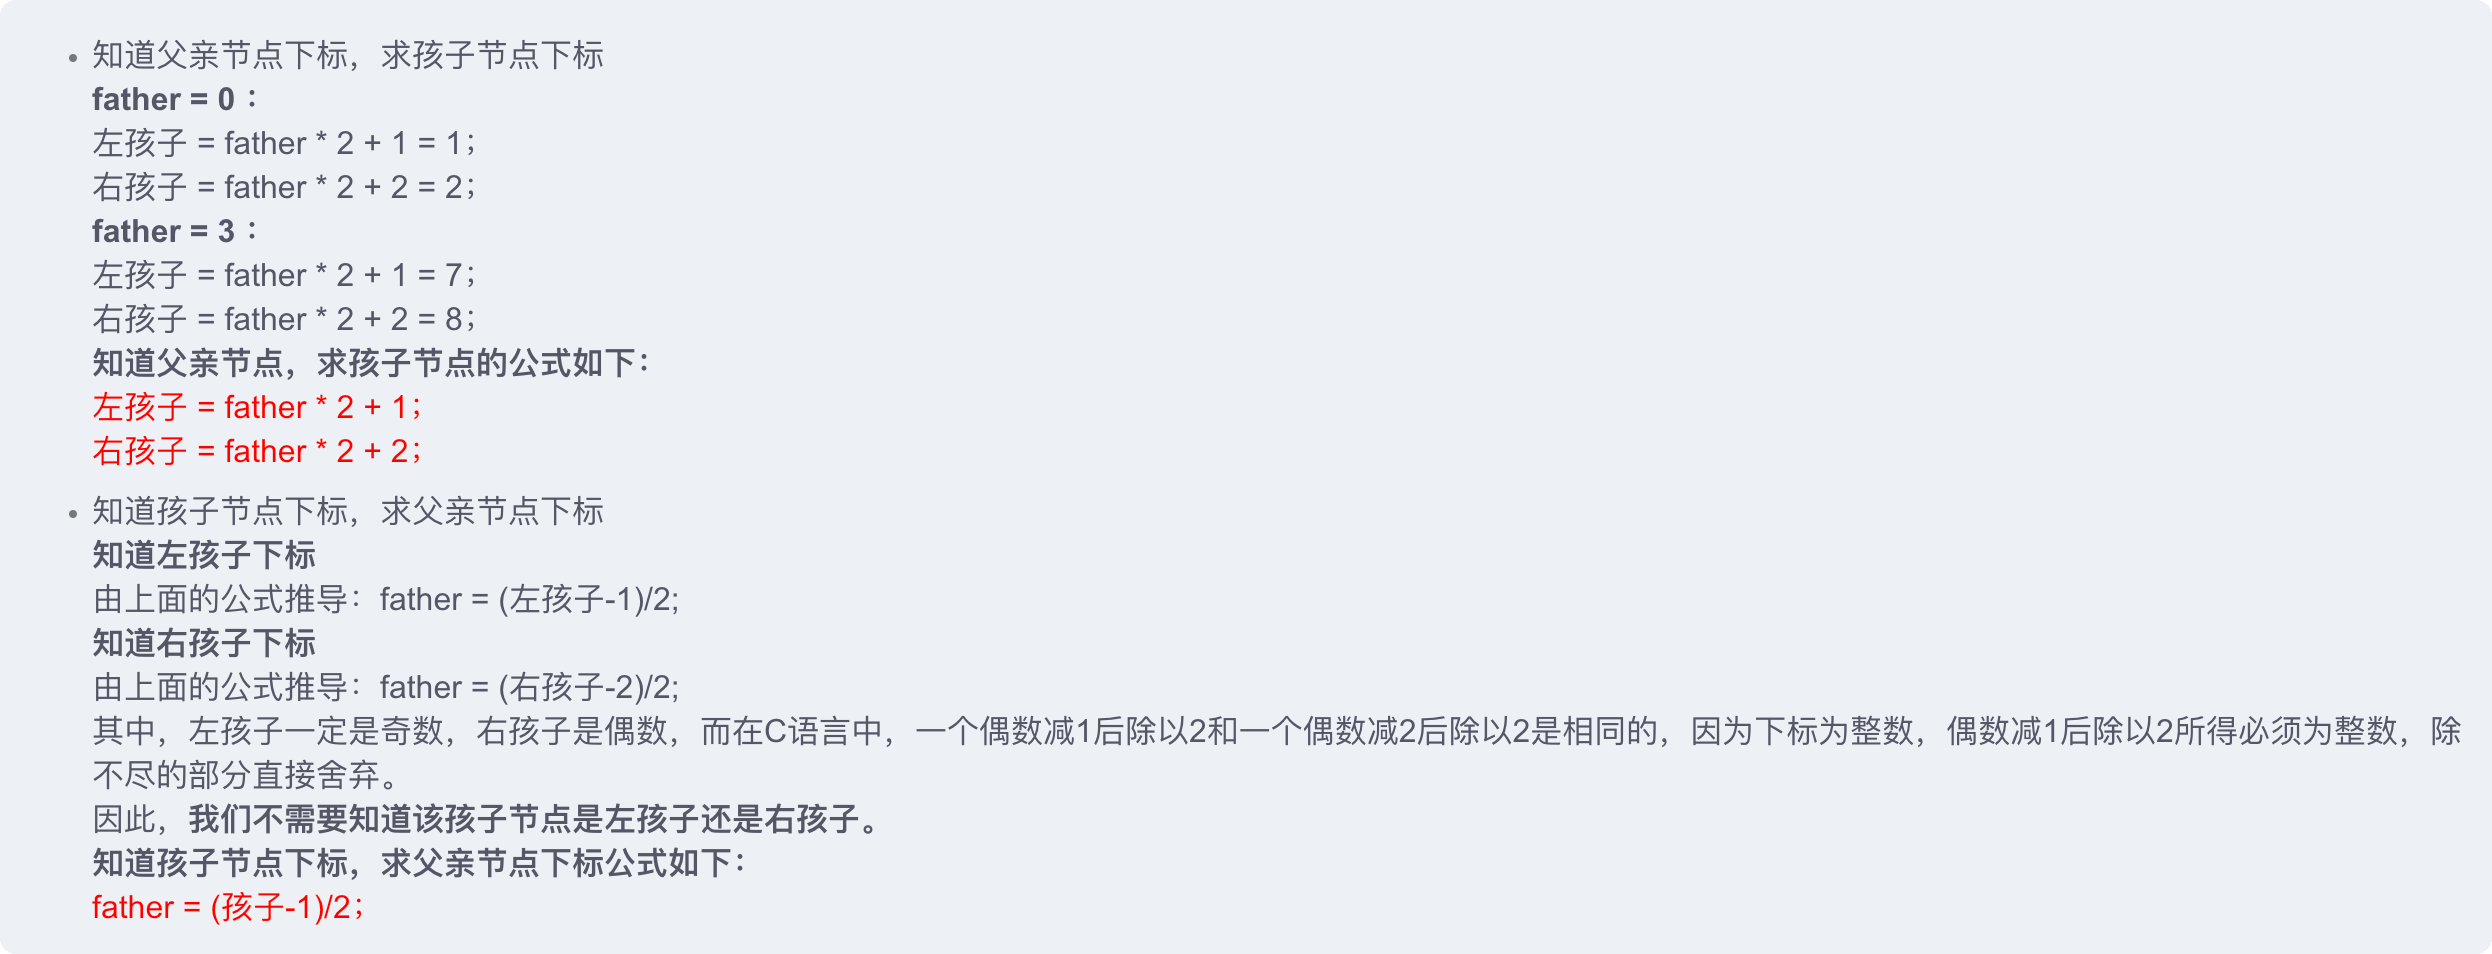 • 知道父亲节点下标，求孩子节点下标
father = 0：
左孩子 = father * 2 + 1 = 1；
右孩子 = father * 2 + 2 = 2；
father = 3：
左孩子 = father * 2 + 1 = 7；
右孩子 = father * 2 + 2 = 8；
知道父亲节点，求孩子节点的公式如下：
左孩子 = father * 2 + 1；
右孩子 = father * 2 + 2；
• 知道孩子节点下标，求父亲节点下标
知道左孩子下标
由上面的公式推导：father = (左孩子-1)/2;
知道右孩子下标
由上面的公式推导：father = (右孩子-2)/2;
其中，左孩子一定是奇数，右孩子是偶数，而在C语言中，一个偶数减1后除以2和一个偶数减2后除以2是相同的，因为下标为整数，偶数减1后除以2所得必须为整数，除
不尽的部分直接舍弃。
因此，我们不需要知道该孩子节点是左孩子还是右孩子。
知道孩子节点下标，求父亲节点下标公式如下：
father = (孩子-1)/2；